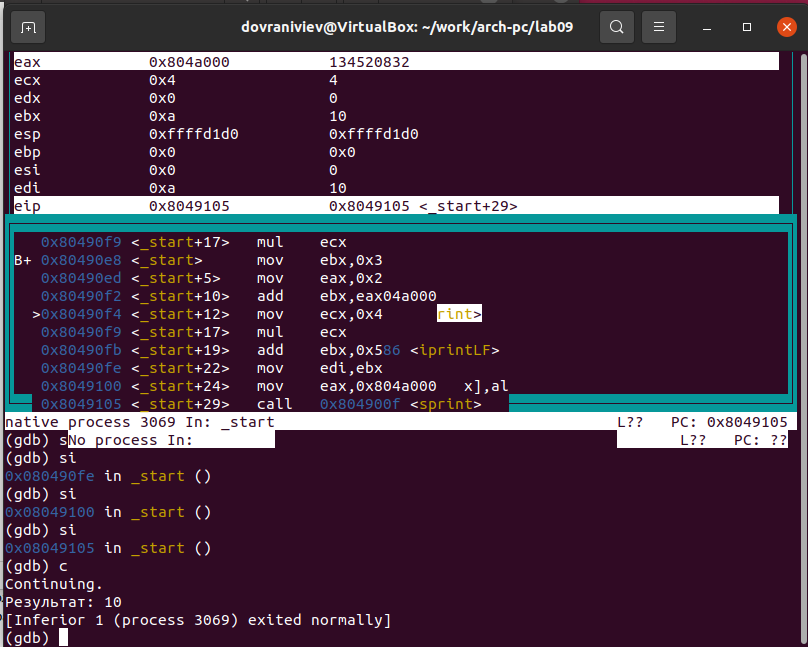 dovraniviev@VirtualBox: ~/work/arch-pc/lab09
eax 0x804a000 134520832
ecx 0x4 4
edx 0x0 0
ebx 0xa 10
esp 0xffffd1d0 0xffffd1d0
ebp 0x0 0x0
esi 0x0 0
edi 0xa 10
eip 0x8049105 0x8049105 <_start+29>
0x80490f9 <_start+17> mul ecx
B+ 0x80490e8 <_start> mov ebx,0x3
0x80490ed <_start+5> mov eax,0x2
0x80490f2 <_start+10> add ebx,eax04a000
>0x80490f4 <_start+12> mov ecx,0x4 rint>
0x80490f9 <_start+17> mul ecx
0x80490fb <_start+19> add ebx,0x586 <iprintLF>
0x80490fe <_start+22> mov edi,ebx
0x8049100 <_start+24> mov eax,0x804a000 x],al
0x8049105 <_start+29> call 0x804900f <sprint>
native process 3069 In: _start L?? PC: 0x8049105
(gdb) sNo process In: L?? PC: ??
(gdb) si
0x080490fe in _start ()
(gdb) si
0x08049100 in _start ()
(gdb) si
0x08049105 in _start ()
(gdb) c
Continuing.
Результат: 10
[Inferior 1 (process 3069) exited normally]
(gdb)